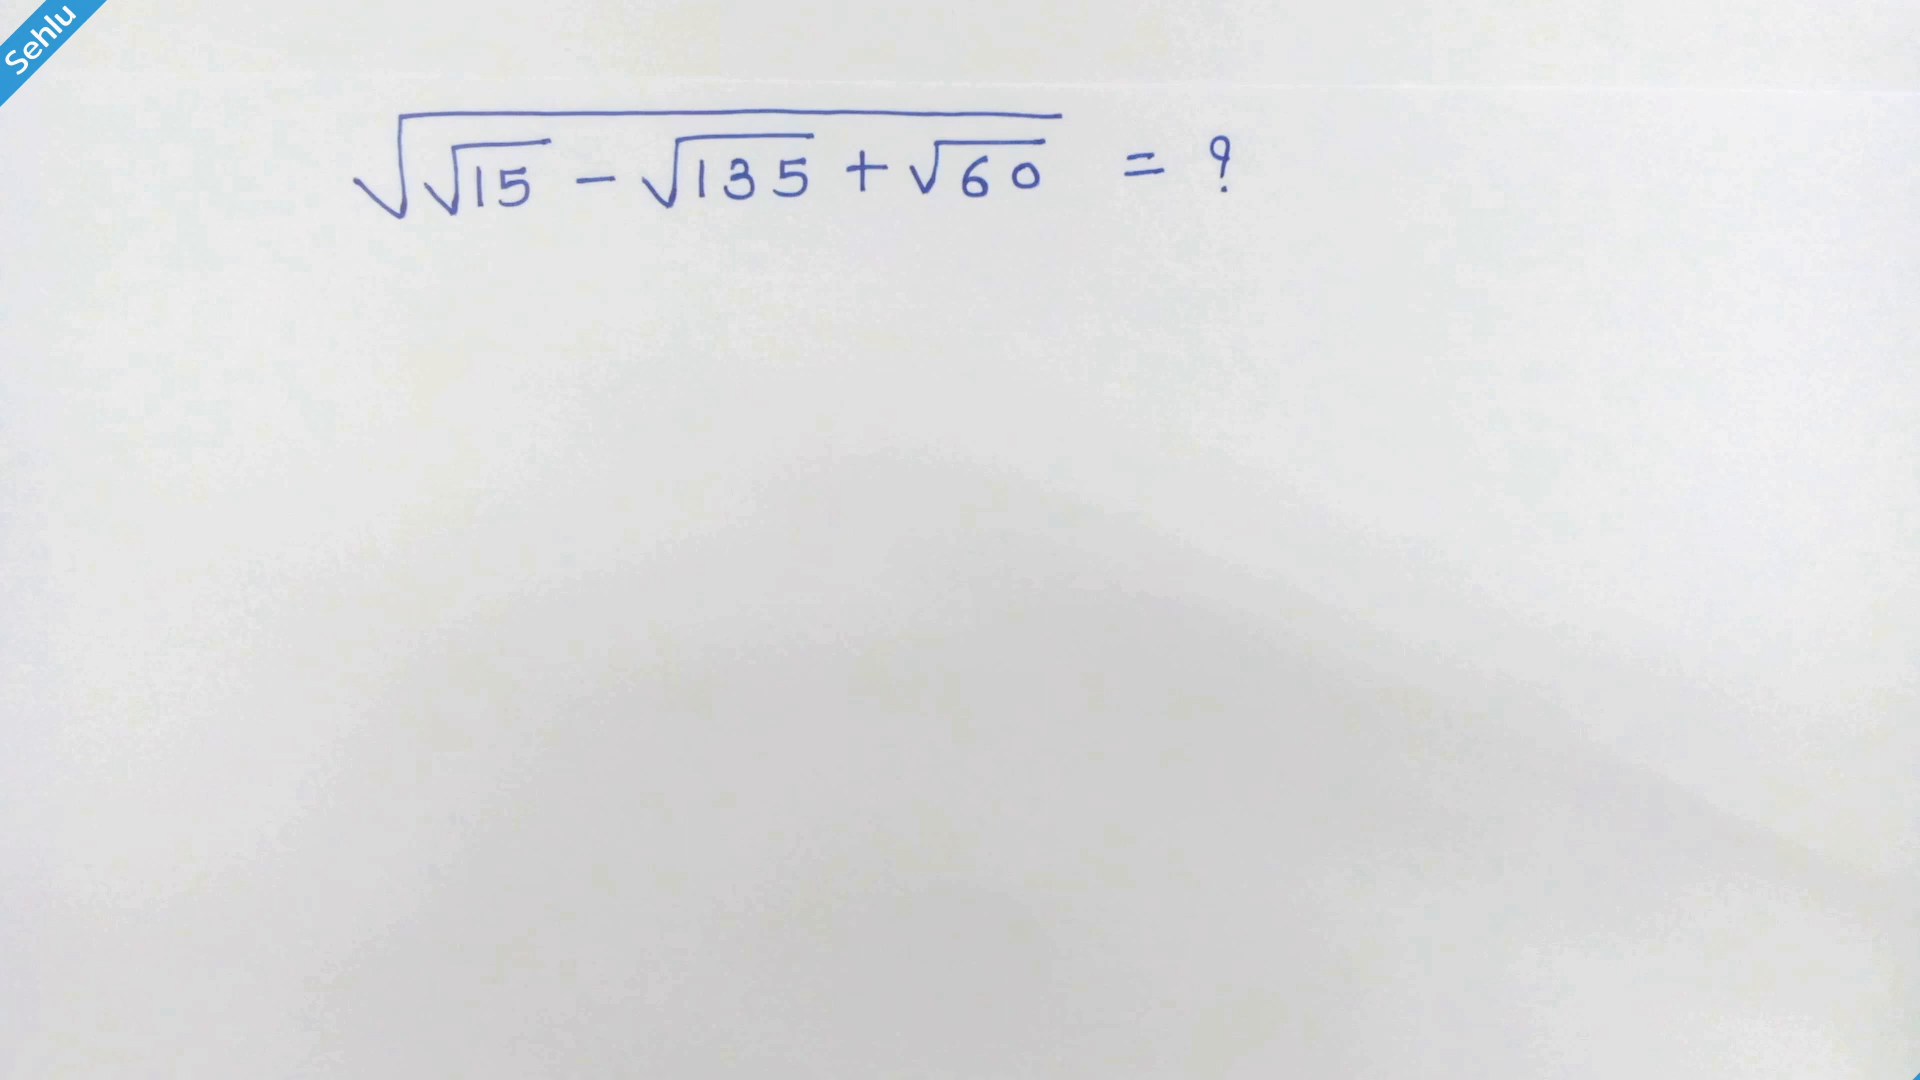 Sehlu
√(√15 - √135 + √60) = ?